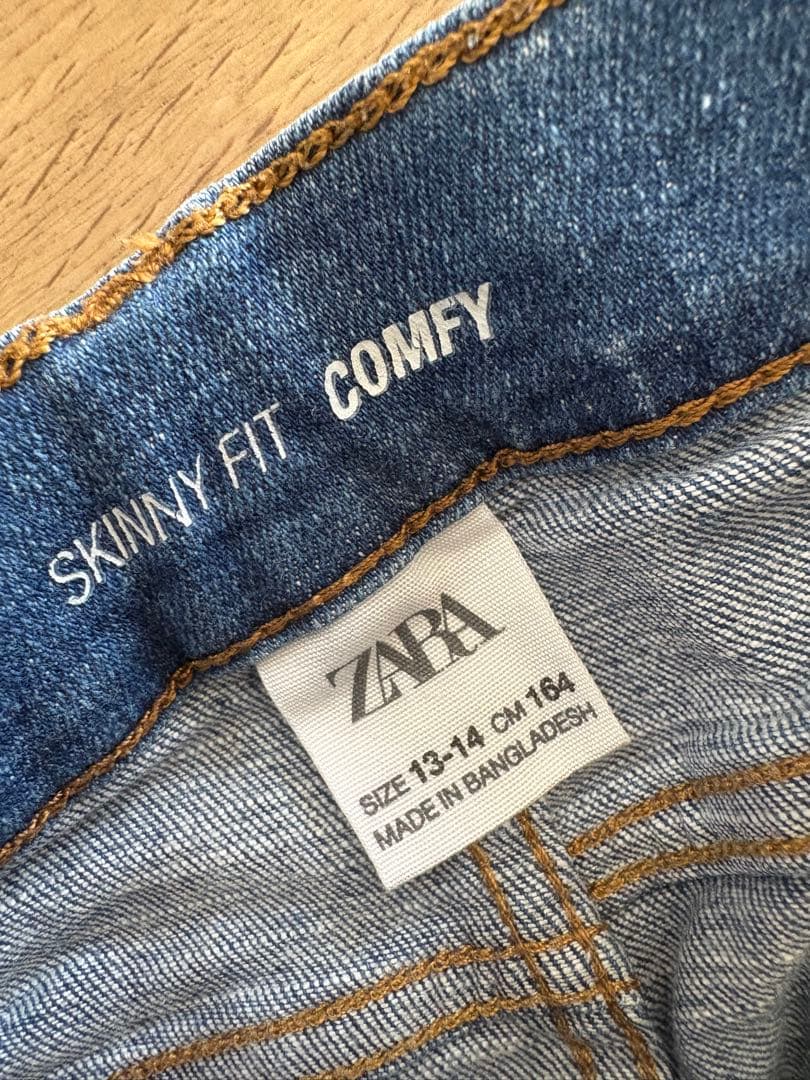 SKINNY FIT COMFY
ZARA
SIZE 13-14 CM 164
MADE IN BANGLADESH